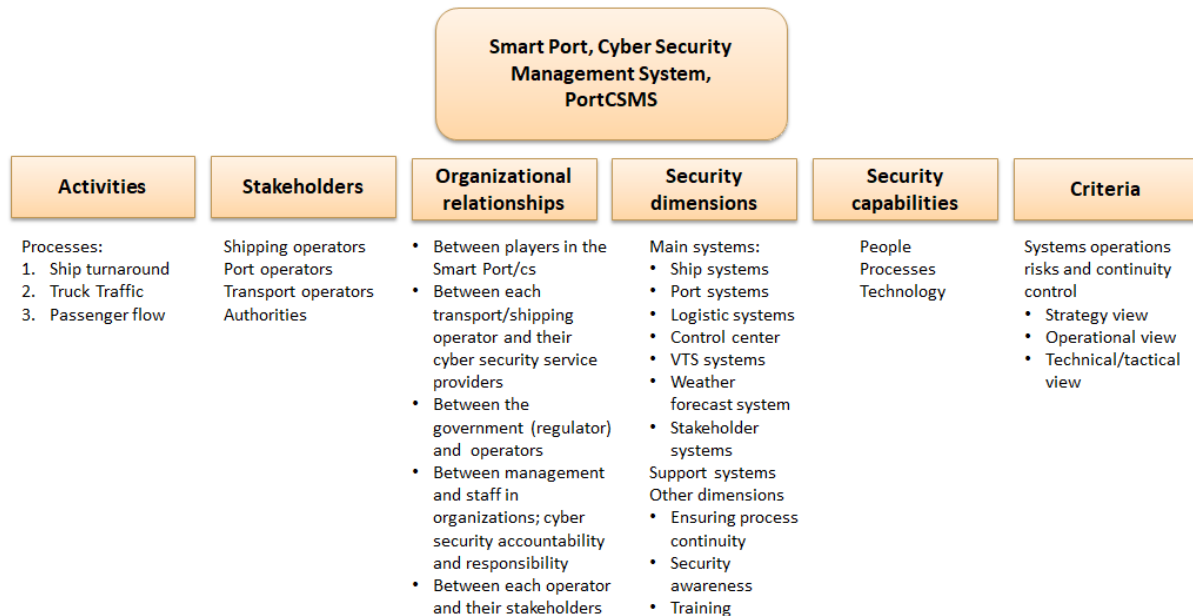 Smart Port, Cyber Security
Management System,
PortCSMS
Activities
Processes:
1. Ship turnaround
2. Truck Traffic
3. Passenger flow
Stakeholders
Shipping operators
Port operators
Transport operators
Authorities
Organizational
relationships
• Between players in the
Smart Port/cs
• Between each
transport/shipping
operator and their
cyber security service
providers
• Between the
government (regulator)
and operators
• Between management
and staff in
organizations; cyber
security accountability
and responsibility
• Between each operator
and their stakeholders
Security
dimensions
Main systems:
• Ship systems
• Port systems
• Logistic systems
• Control center
• VTS systems
• Weather
forecast system
• Stakeholder
systems
Support systems
Other dimensions
• Ensuring process
continuity
• Security
awareness
• Training
Security
capabilities
People
Processes
Technology
Criteria
Systems operations
risks and continuity
control
• Strategy view
• Operational view
• Technical/tactical
view